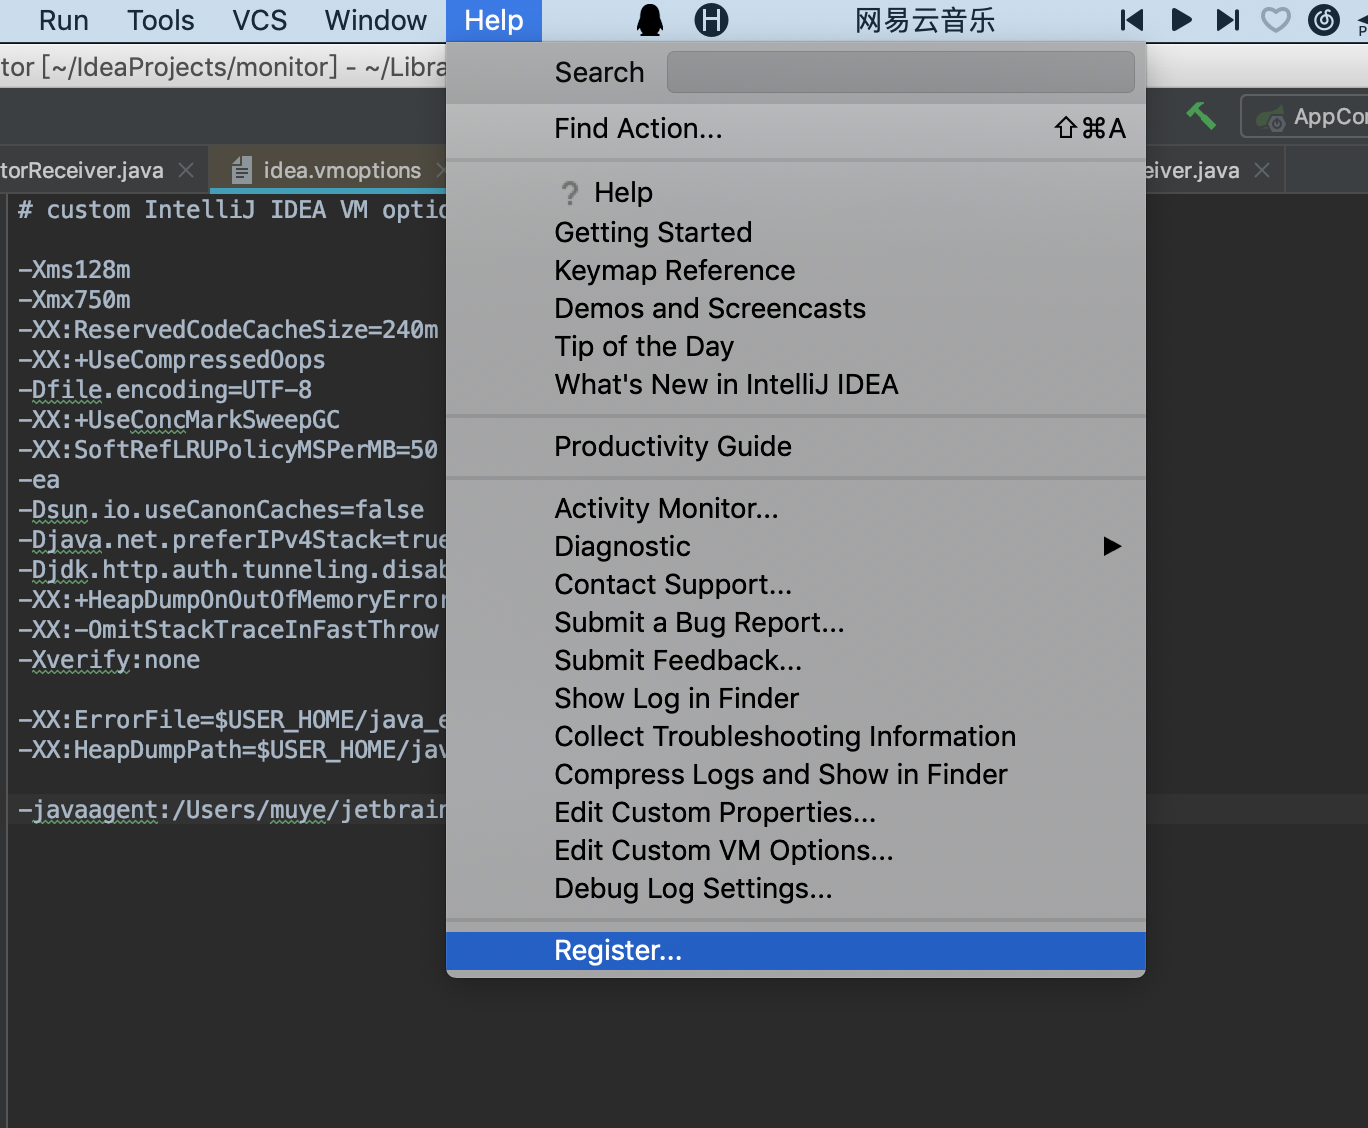 Run Tools VCS Window Help 网易云音乐
tor [~/IdeaProjects/monitor] - ~/Libra
AppCon
torReceiver.java idea.vmoptions eiver.java
Search
Find Action... ⇧⌘A
? Help
Getting Started
Keymap Reference
Demos and Screencasts
Tip of the Day
What's New in IntelliJ IDEA
Productivity Guide
Activity Monitor...
Diagnostic
Contact Support...
Submit a Bug Report...
Submit Feedback...
Show Log in Finder
Collect Troubleshooting Information
Compress Logs and Show in Finder
Edit Custom Properties...
Edit Custom VM Options...
Debug Log Settings...
Register...
# custom IntelliJ IDEA VM optio
-Xms128m
-Xmx750m
-XX:ReservedCodeCacheSize=240m
-XX:+UseCompressedOops
-Dfile.encoding=UTF-8
-XX:+UseConcMarkSweepGC
-XX:SoftRefLRUPolicyMSPerMB=50
-ea
-Dsun.io.useCanonCaches=false
-Djava.net.preferIPv4Stack=true
-Djdk.http.auth.tunneling.disab
-XX:+HeapDumpOnOutOfMemoryError
-XX:-OmitStackTraceInFastThrow
-Xverify:none
-XX:ErrorFile=$USER_HOME/java_e
-XX:HeapDumpPath=$USER_HOME/jav
-javaagent:/Users/muye/jetbrain